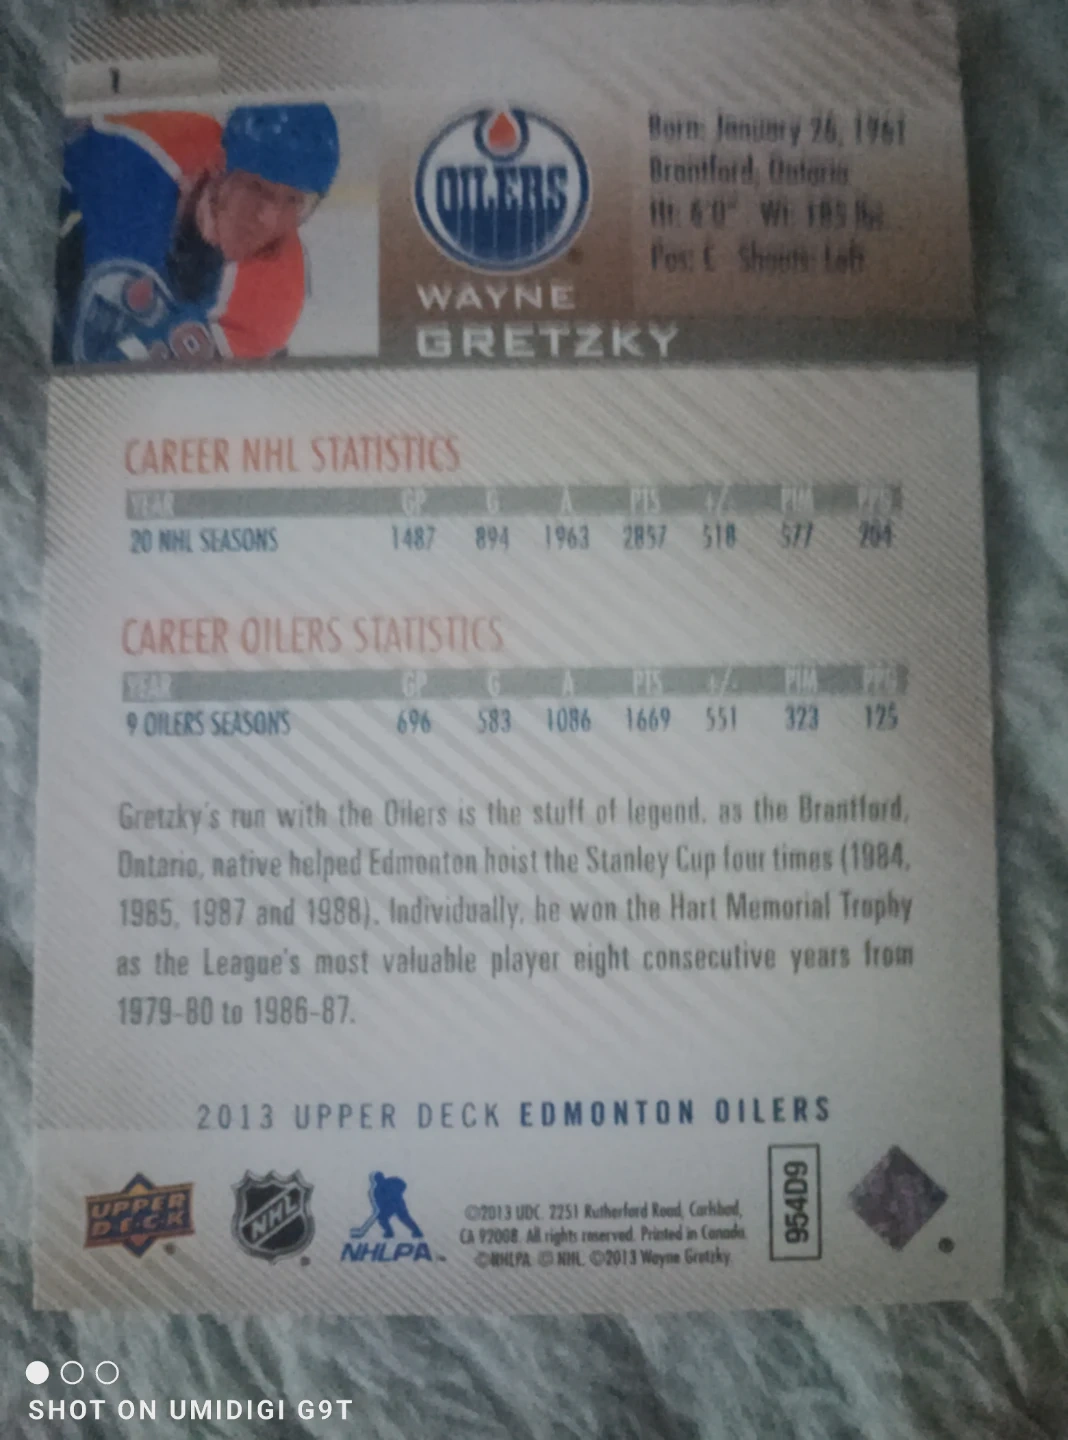 1
OILERS
Born: January 26, 1961
Brantford, Ontario
Ht: 6'0" Wt: 185 lbs.
Pos: C Shoots: Left
WAYNE
GRETZKY
CAREER NHL STATISTICS
YEAR GP G A PTS +/- PIM PPG
20 NHL SEASONS 1487 894 1963 2857 518 577 204
CAREER OILERS STATISTICS
YEAR GP G A PTS +/- PIM PPG
9 OILERS SEASONS 696 583 1086 1669 551 323 125
Gretzky's run with the Oilers is the stuff of legend, as the Brantford,
Ontario, native helped Edmonton hoist the Stanley Cup four times (1984,
1985, 1987 and 1988). Individually, he won the Hart Memorial Trophy
as the League's most valuable player eight consecutive years from
1979-80 to 1986-87.
2013 UPPER DECK EDMONTON OILERS
UPPER
DECK
NHL
NHLPA
©2013 UDC. 2251 Rutherford Road, Carlsbad,
CA 92008. All rights reserved. Printed in Canada.
©NHLPA. © NHL. ©2013 Wayne Gretzky.
954D9
SHOT ON UMIDIGI G9T